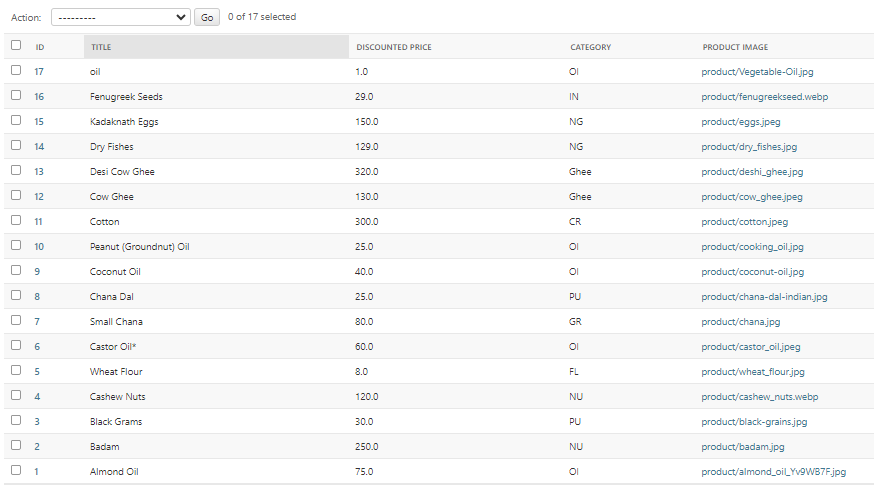 Action: --------- Go 0 of 17 selected
ID TITLE DISCOUNTED PRICE CATEGORY PRODUCT IMAGE
17 oil 1.0 OI product/Vegetable-Oil.jpg
16 Fenugreek Seeds 29.0 IN product/fenugreekseed.webp
15 Kadaknath Eggs 150.0 NG product/eggs.jpeg
14 Dry Fishes 129.0 NG product/dry_fishes.jpg
13 Desi Cow Ghee 320.0 Ghee product/deshi_ghee.jpg
12 Cow Ghee 130.0 Ghee product/cow_ghee.jpeg
11 Cotton 300.0 CR product/cotton.jpeg
10 Peanut (Groundnut) Oil 25.0 OI product/cooking_oil.jpg
9 Coconut Oil 40.0 OI product/coconut-oil.jpg
8 Chana Dal 25.0 PU product/chana-dal-indian.jpg
7 Small Chana 80.0 GR product/chana.jpg
6 Castor Oil* 60.0 OI product/castor_oil.jpeg
5 Wheat Flour 8.0 FL product/wheat_flour.jpg
4 Cashew Nuts 120.0 NU product/cashew_nuts.webp
3 Black Grams 30.0 PU product/black-grains.jpg
2 Badam 250.0 NU product/badam.jpg
1 Almond Oil 75.0 OI product/almond_oil_Yv9WB7F.jpg